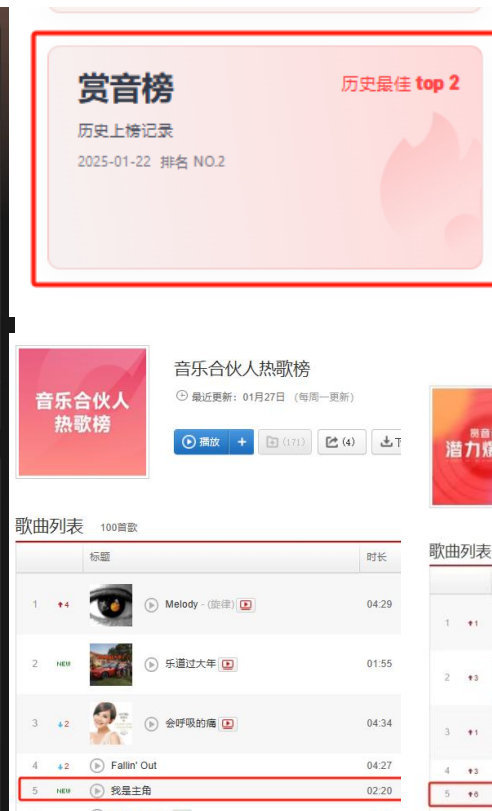 赏音榜
历史最佳 top 2
历史上榜记录
2025-01-22 排名 NO.2
音乐合伙人
热歌榜
音乐合伙人热歌榜
最近更新：01月27日 （每周一更新）
播放 + (171) (4)
歌曲列表 100首歌
标题 时长
1 4 Melody - (旋律) 04:29
2 NEW 乐道过大年 01:55
3 2 会呼吸的痛 04:34
4 2 Fallin' Out 04:27
5 NEW 我是主角 02:20
赏音
潜力爆
歌曲列表
1 1
2 3
3 1
4 3
5 6